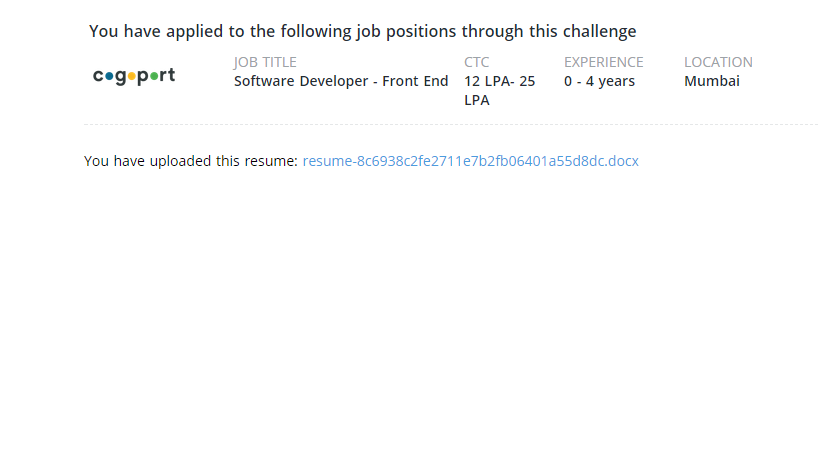 You have applied to the following job positions through this challenge
cogoport
JOB TITLE CTC EXPERIENCE LOCATION
Software Developer - Front End 12 LPA- 25 0 - 4 years Mumbai
LPA
You have uploaded this resume: resume-8c6938c2fe2711e7b2fb06401a55d8dc.docx